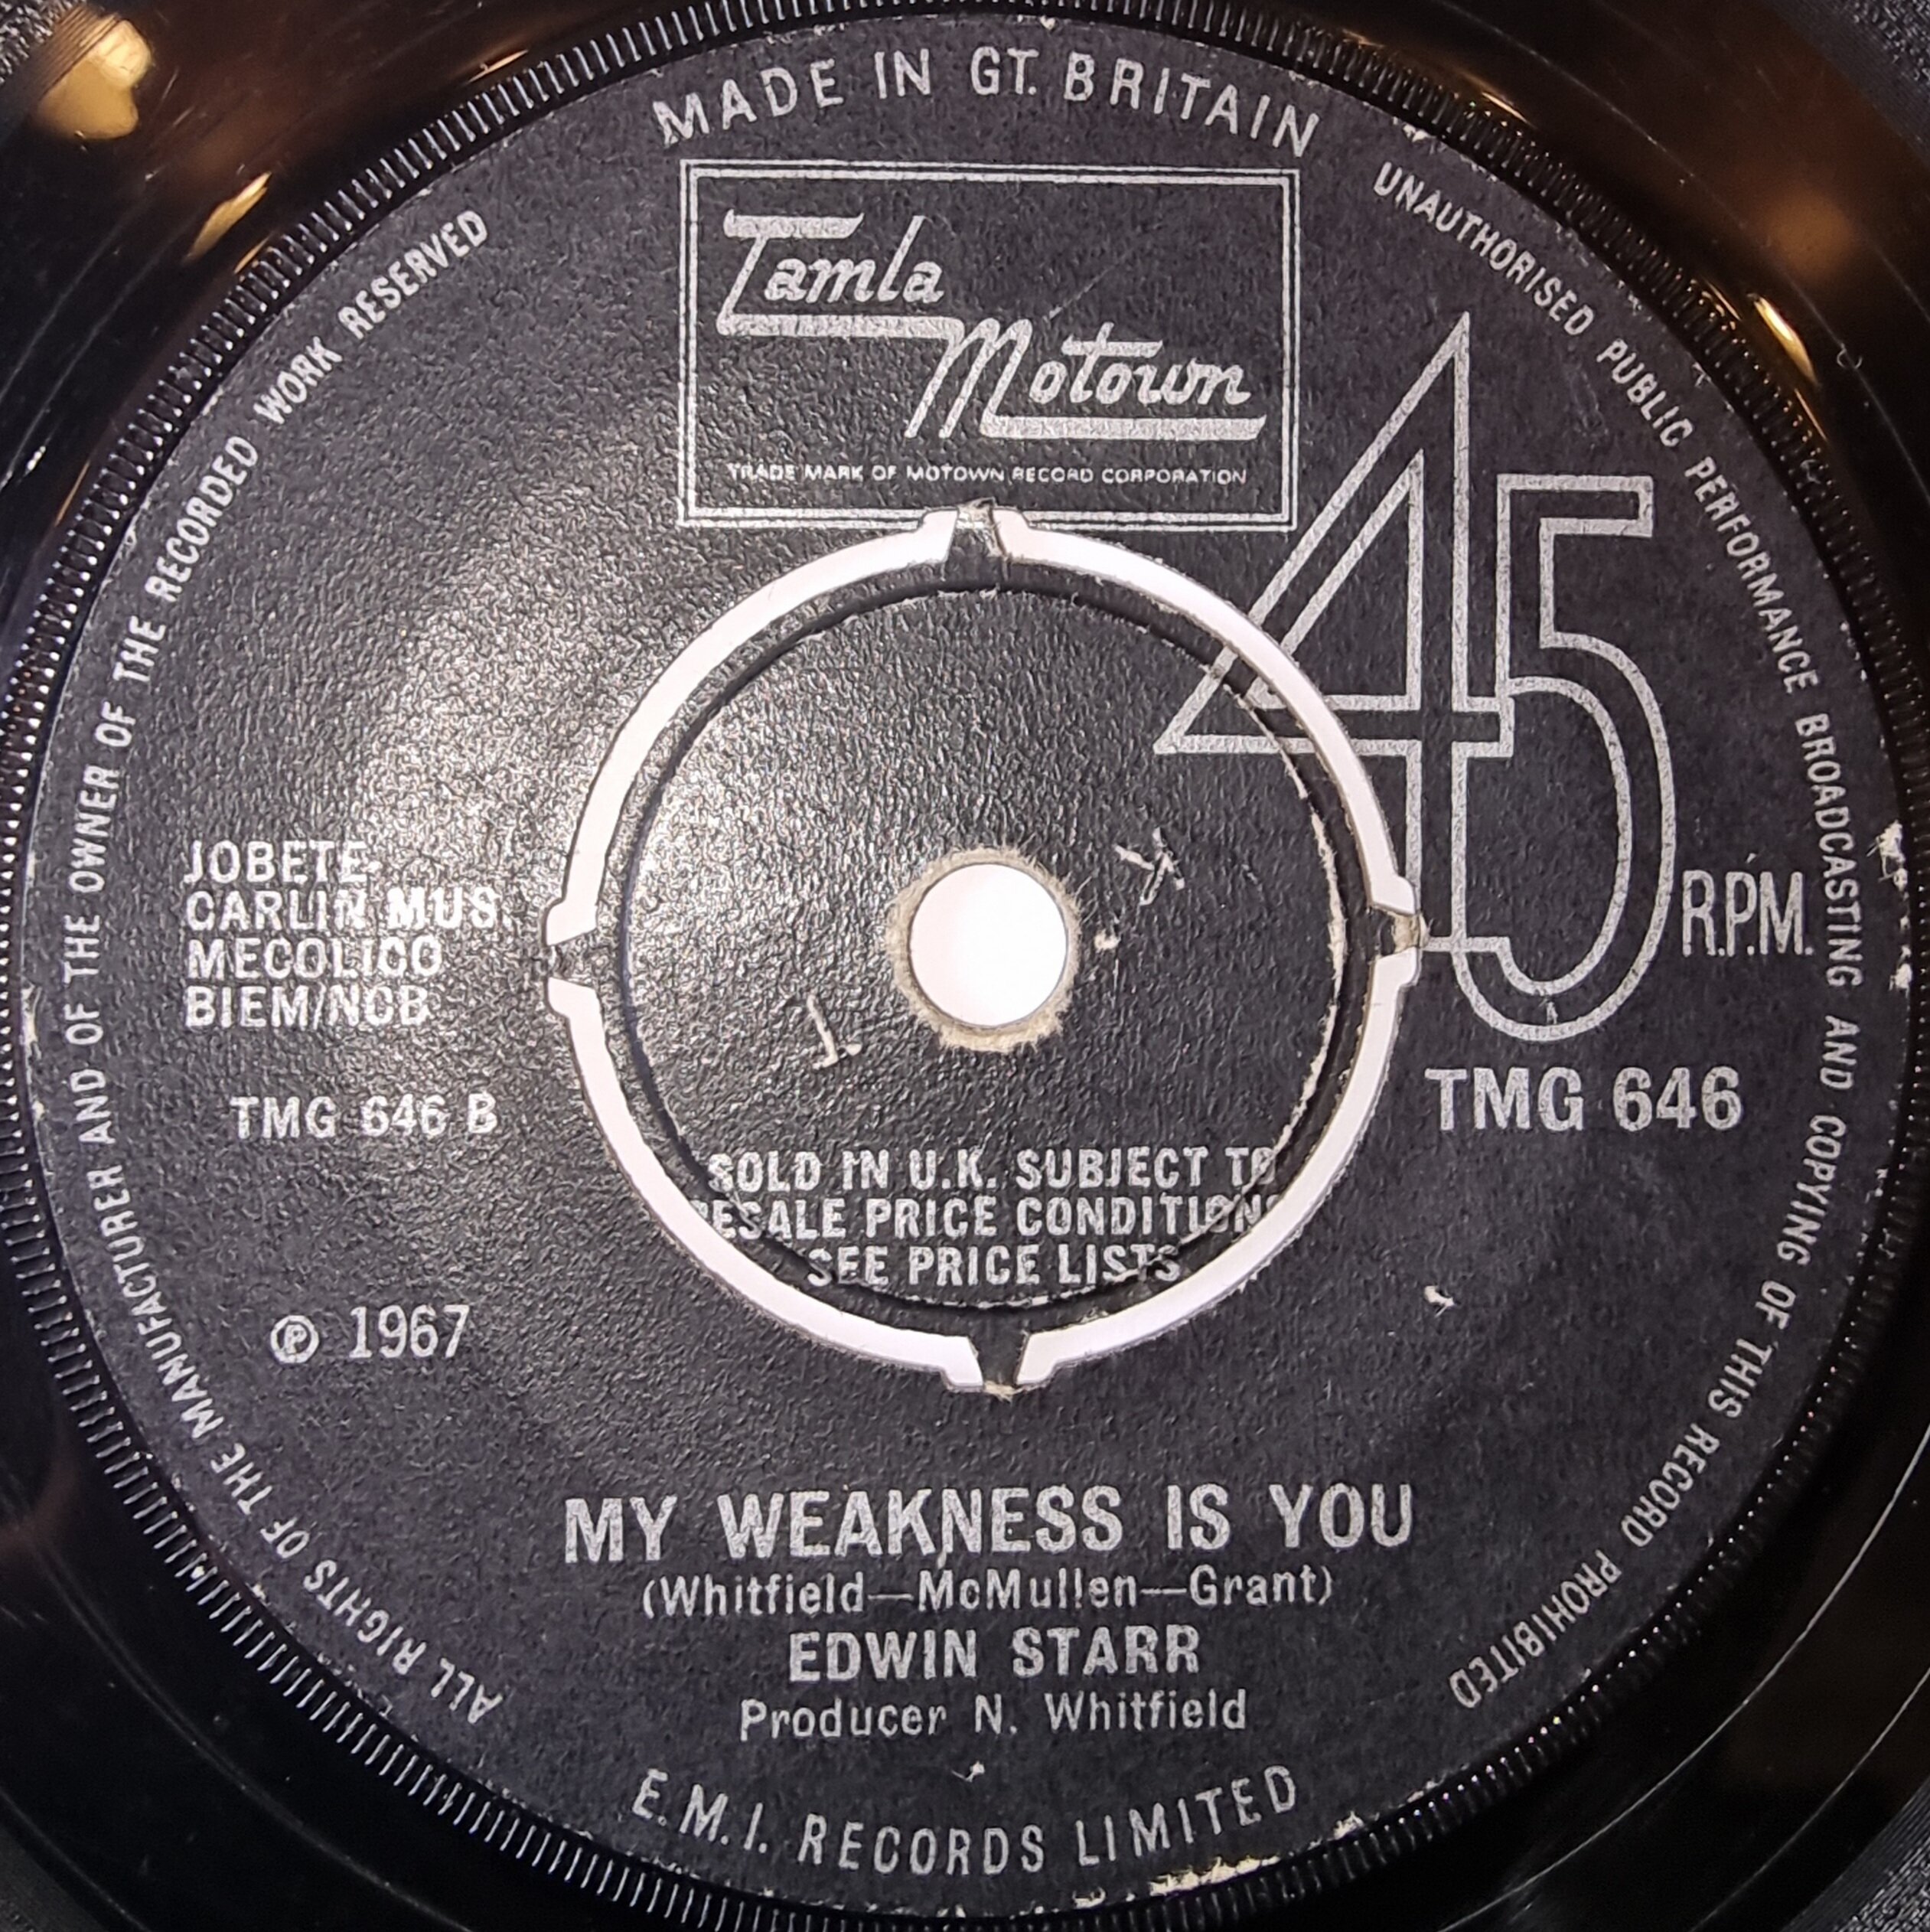 MADE IN GT. BRITAIN
UNAUTHORISED PUBLIC PERFORMANCE BROADCASTING AND COPYING OF THIS RECORD PROHIBITED
ALL RIGHTS OF THE MANUFACTURER AND OF THE OWNER OF THE RECORDED WORK RESERVED
Tamla
Motown
TRADE MARK OF MOTOWN RECORD CORPORATION
45 R.P.M.
JOBETE
CARLIN MUS.
MECOLICO
BIEM/NCB
T K
TMG 646 B
TMG 646
SOLD IN U.K. SUBJECT TO
RESALE PRICE CONDITIONS
SEE PRICE LISTS
℗ 1967
MY WEAKNESS IS YOU
(Whitfield—McMullen—Grant)
EDWIN STARR
Producer N. Whitfield
E.M.I. RECORDS LIMITED